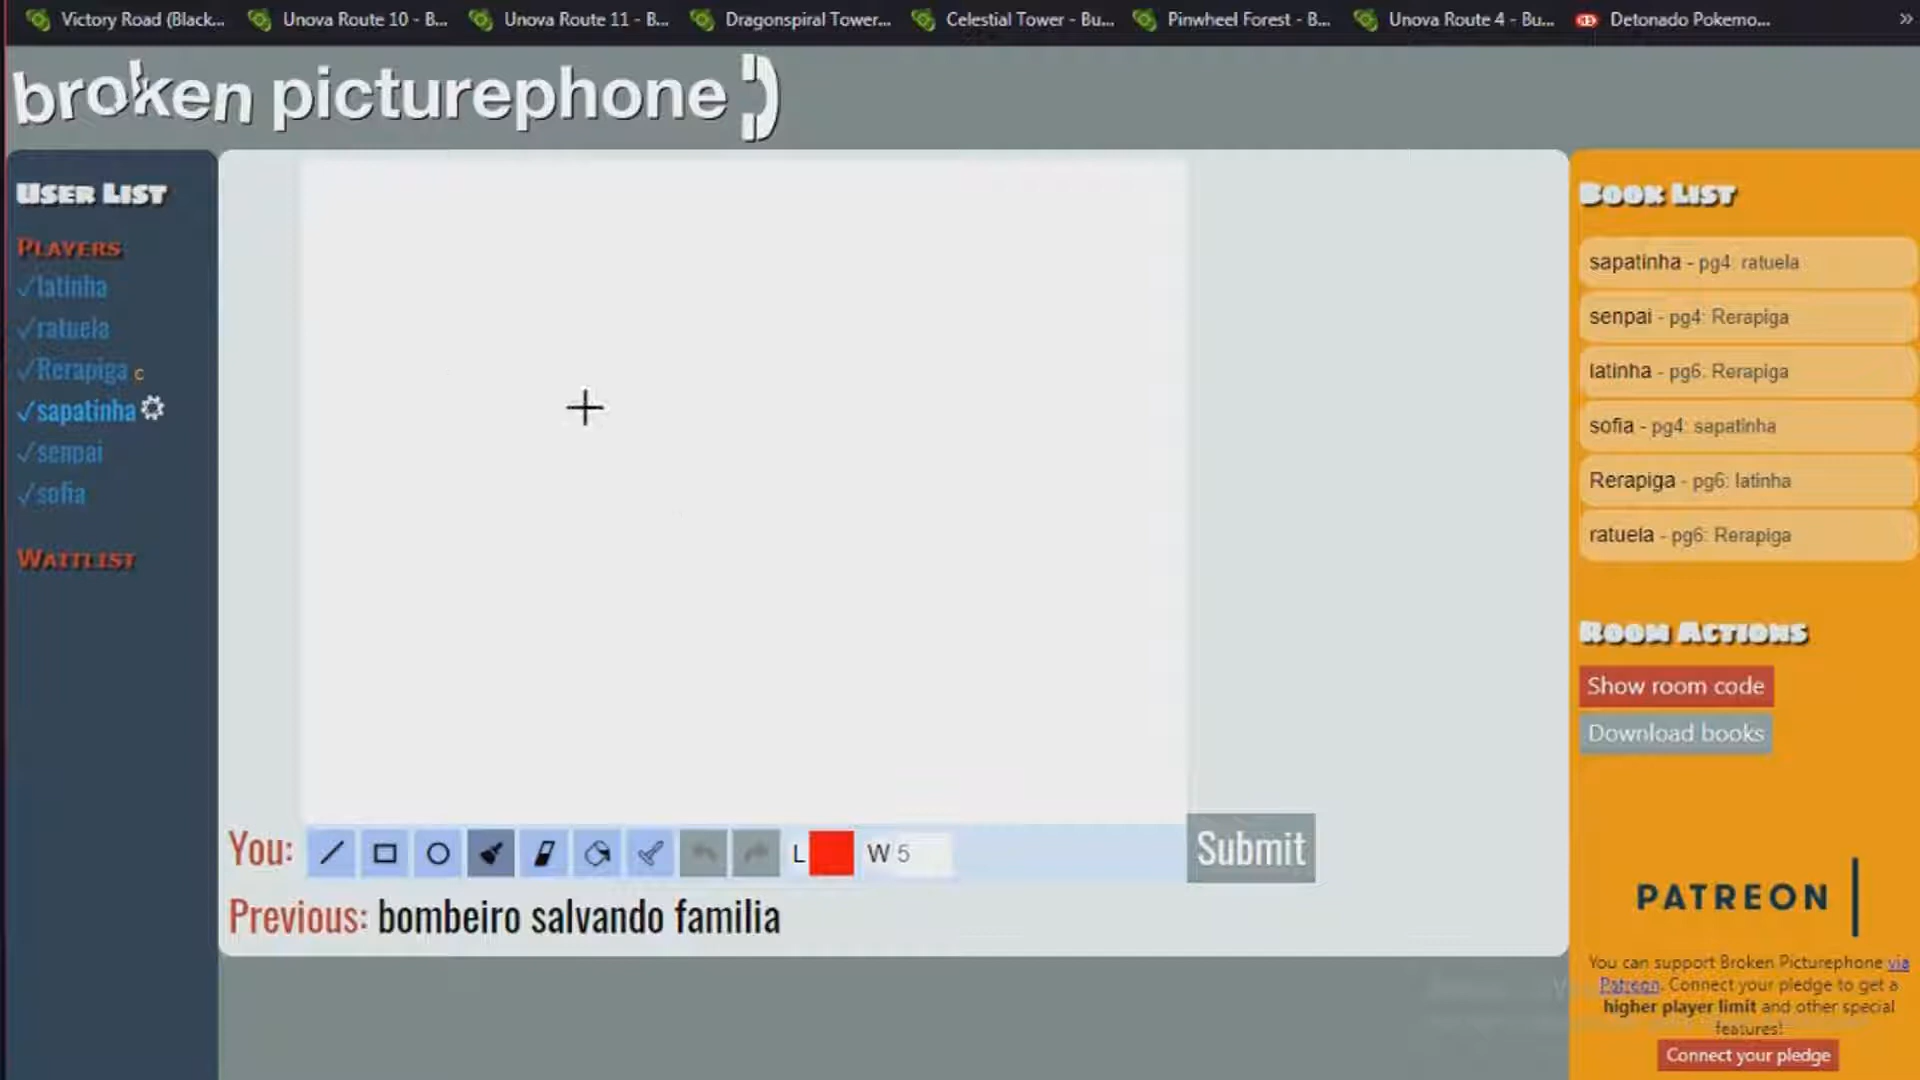 Victory Road (Black...
Unova Route 10 - B...
Unova Route 11 - B...
Dragonspiral Tower...
Celestial Tower - Bu...
Pinwheel Forest - B...
Unova Route 4 - Bu...
Detonado Pokemo...
»
broken picturephone
USER LIST
PLAYERS
✓latinha
✓ratuela
✓Rerapiga c
✓sapatinha
✓senpai
✓sofia
WAITLIST
You:
L
W 5
Submit
Previous: bombeiro salvando familia
BOOK LIST
sapatinha - pg4: ratuela
senpai - pg4: Rerapiga
latinha - pg6: Rerapiga
sofia - pg4: sapatinha
Rerapiga - pg6: latinha
ratuela - pg6: Rerapiga
ROOM ACTIONS
Show room code
Download books
PATREON
You can support Broken Picturephone via
Patreon. Connect your pledge to get a
higher player limit and other special
features!
Connect your pledge